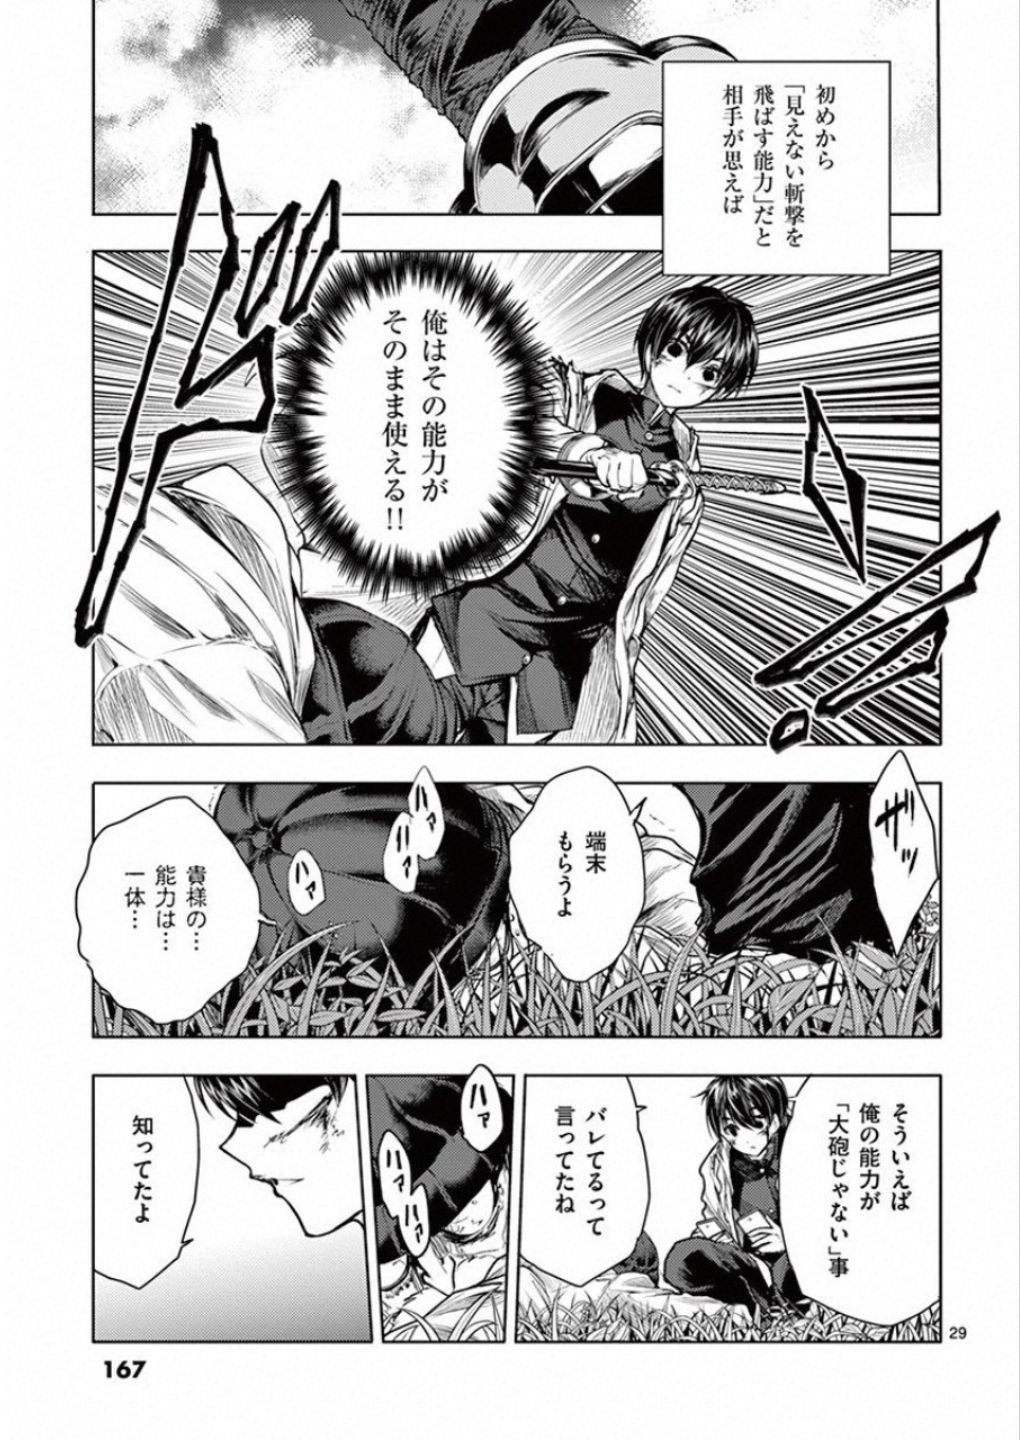 初めから
「見えない斬撃を
飛ばす能力」だと
相手が思えば
俺はその能力が
そのまま使える!!
ザッ
端末
もらうよ
ハァ
ハァ
貴様の…
能力は…
一体…
そういえば
俺の能力が
「大砲じゃない」事
バレてるって
言ってたね
ハァ
ハァ
ハァ
知ってたよ
29
167